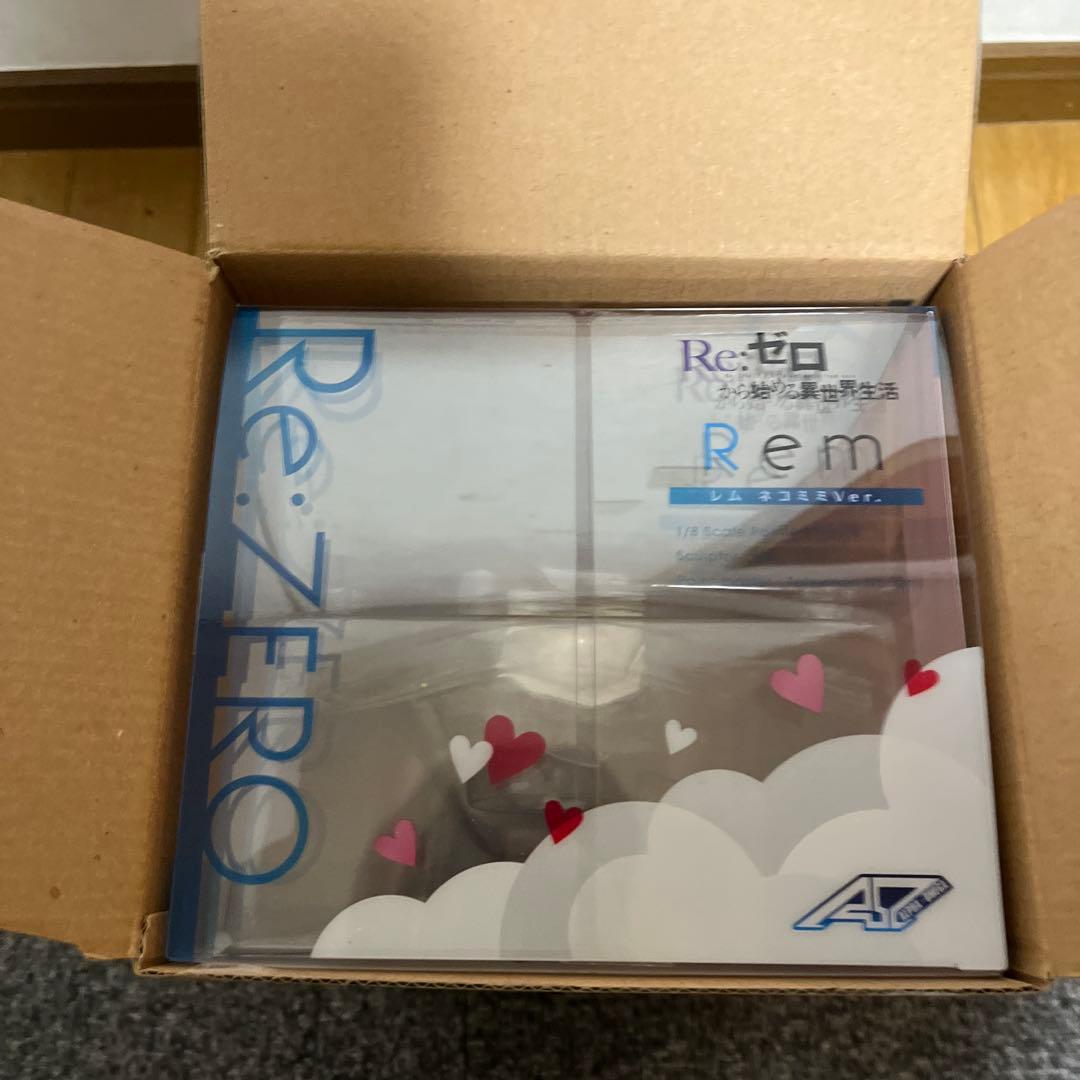 Re:ZERO
Re:ゼロ
から始める異世界生活
Rem
レム ネコミミVer.
1/8 Scale